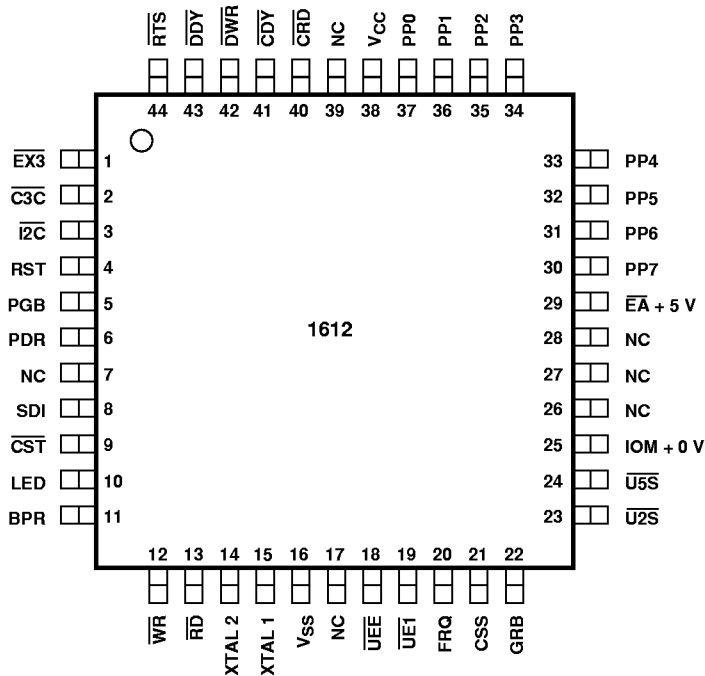 RTS DDY DWR CDY CRD NC VCC PP0 PP1 PP2 PP3
44 43 42 41 40 39 38 37 36 35 34
EX3 1 33 PP4
C3C 2 32 PP5
I2C 3 31 PP6
RST 4 30 PP7
PGB 5 29 EA + 5 V
PDR 6 28 NC
1612
NC 7 27 NC
SDI 8 26 NC
CST 9 25 IOM + 0 V
LED 10 24 U5S
BPR 11 23 U2S
12 13 14 15 16 17 18 19 20 21 22
WR RD XTAL 2 XTAL 1 VSS NC UEE UE1 FRQ CSS GRB